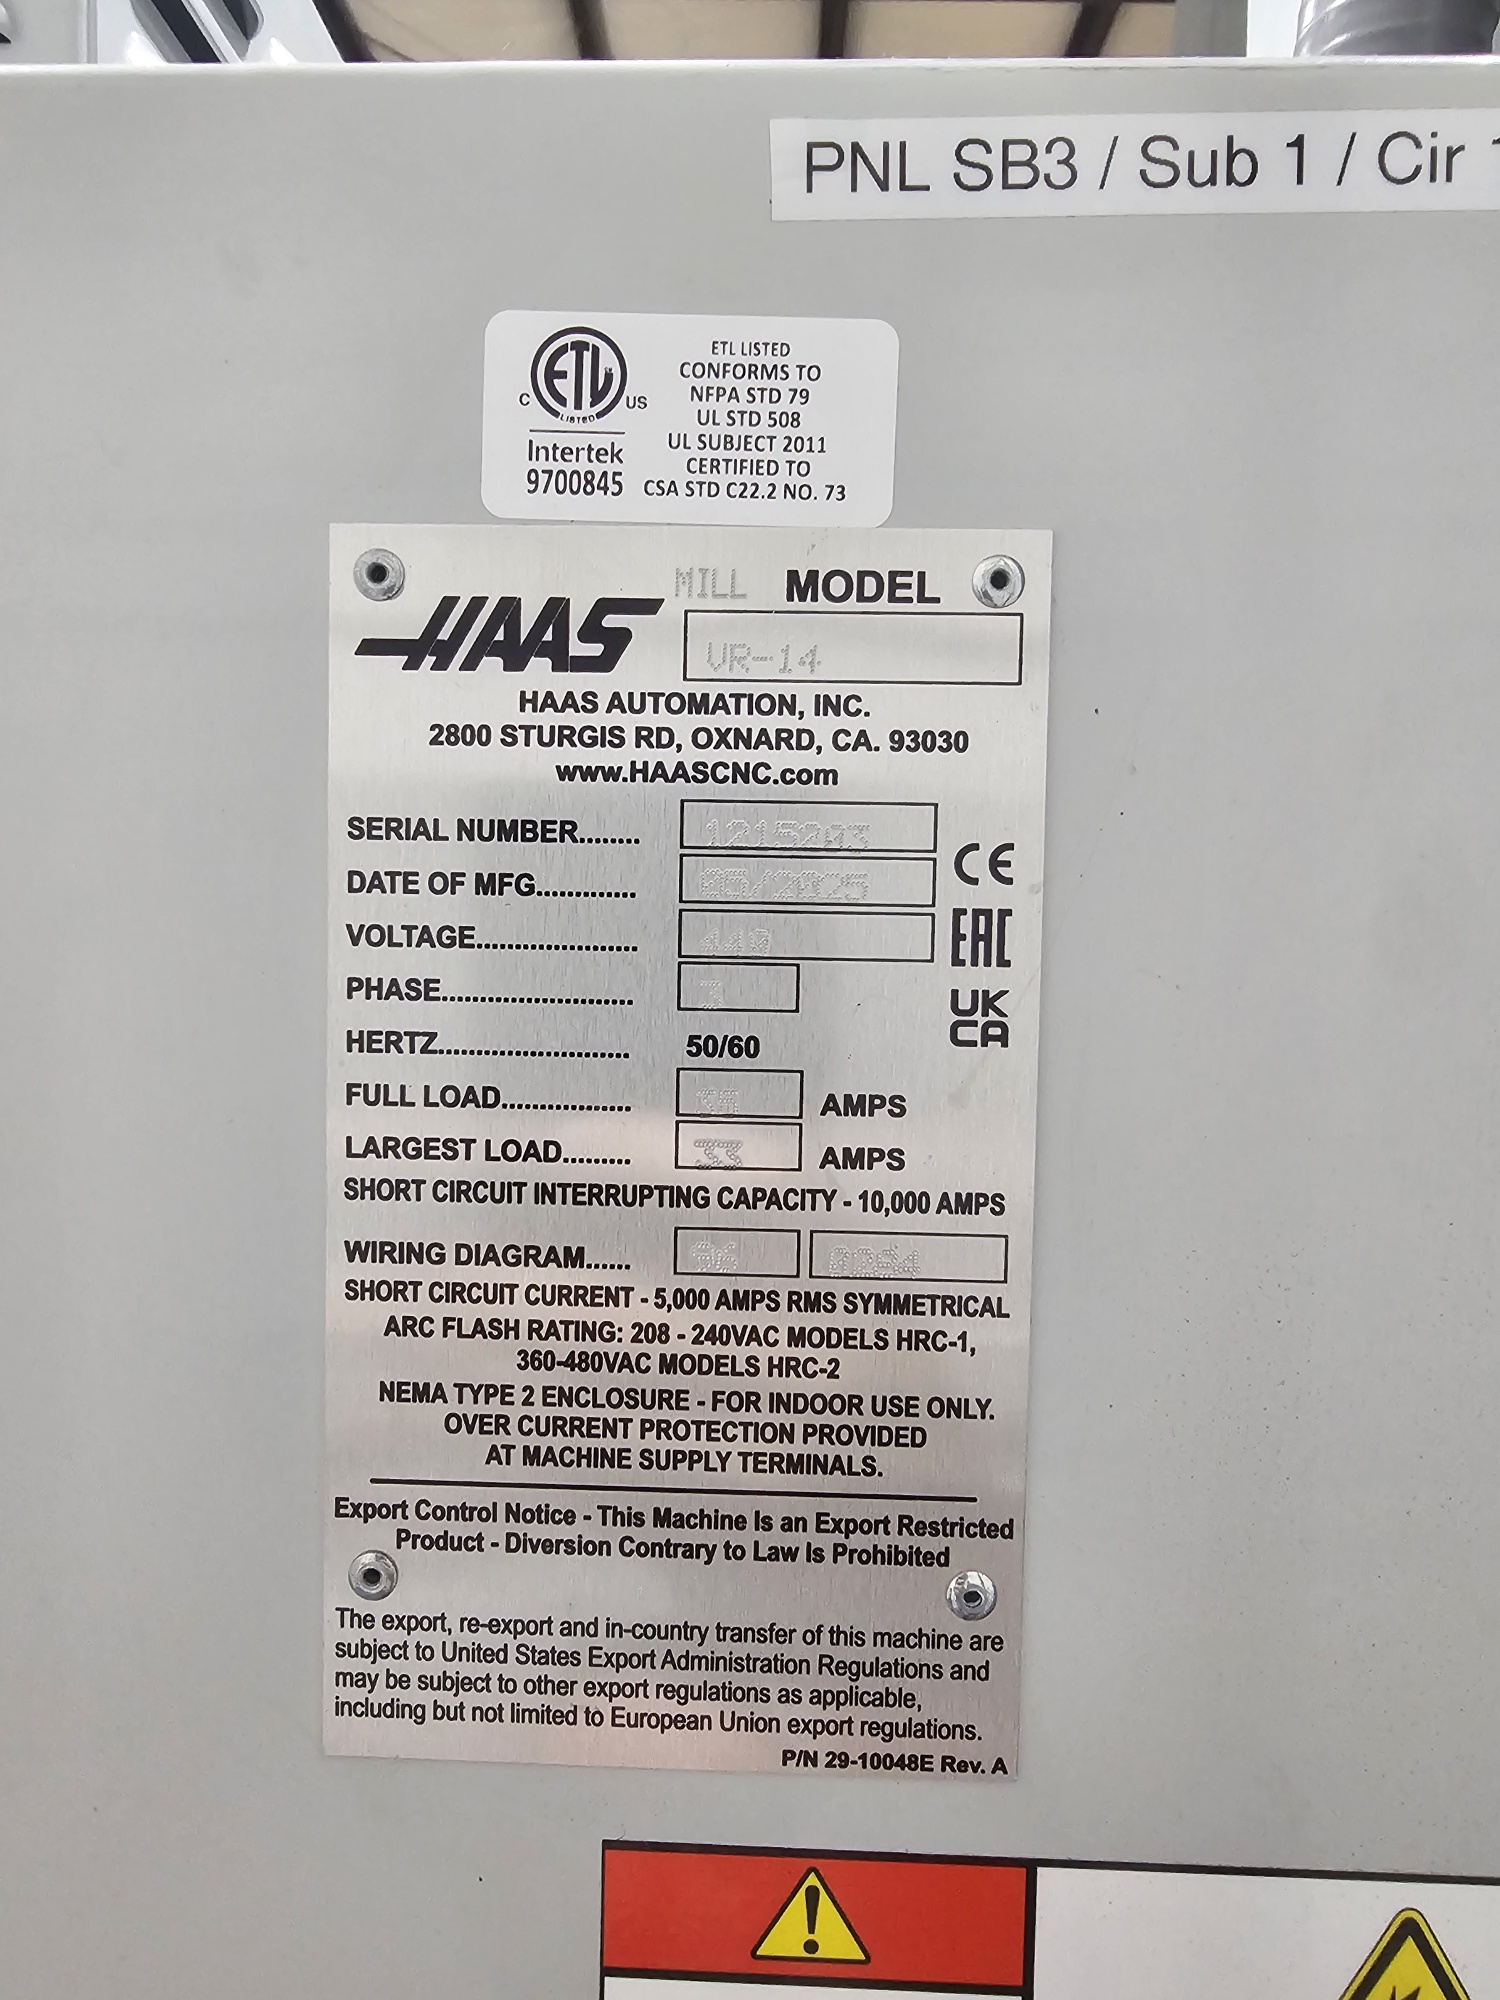 PNL SB3 / Sub 1 / Cir
ETL LISTED
CONFORMS TO
NFPA STD 79
UL STD 508
UL SUBJECT 2011
CERTIFIED TO
CSA STD C22.2 NO. 73
C ETL US
LISTED
Intertek
9700845
MILL MODEL
HAAS
VR-14
HAAS AUTOMATION, INC.
2800 STURGIS RD, OXNARD, CA. 93030
www.HAASCNC.com
SERIAL NUMBER........ 1215203
DATE OF MFG............. 05/2025
VOLTAGE..................... 440
PHASE......................... 3
HERTZ......................... 50/60
FULL LOAD................. AMPS
LARGEST LOAD......... 33 AMPS
SHORT CIRCUIT INTERRUPTING CAPACITY - 10,000 AMPS
WIRING DIAGRAM...... 96
SHORT CIRCUIT CURRENT - 5,000 AMPS RMS SYMMETRICAL
ARC FLASH RATING: 208 - 240VAC MODELS HRC-1,
360-480VAC MODELS HRC-2
NEMA TYPE 2 ENCLOSURE - FOR INDOOR USE ONLY.
OVER CURRENT PROTECTION PROVIDED
AT MACHINE SUPPLY TERMINALS.
CE
EAC
UK
CA
Export Control Notice - This Machine Is an Export Restricted
Product - Diversion Contrary to Law Is Prohibited
The export, re-export and in-country transfer of this machine are
subject to United States Export Administration Regulations and
may be subject to other export regulations as applicable,
including but not limited to European Union export regulations.
P/N 29-10048E Rev. A